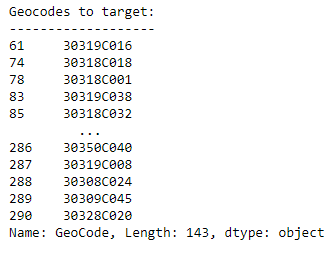 Geocodes to target:
-------------------
61     30319C016
74     30318C018
78     30318C001
83     30319C038
85     30318C032
         ...
286    30350C040
287    30319C008
288    30308C024
289    30309C045
290    30328C020
Name: GeoCode, Length: 143, dtype: object